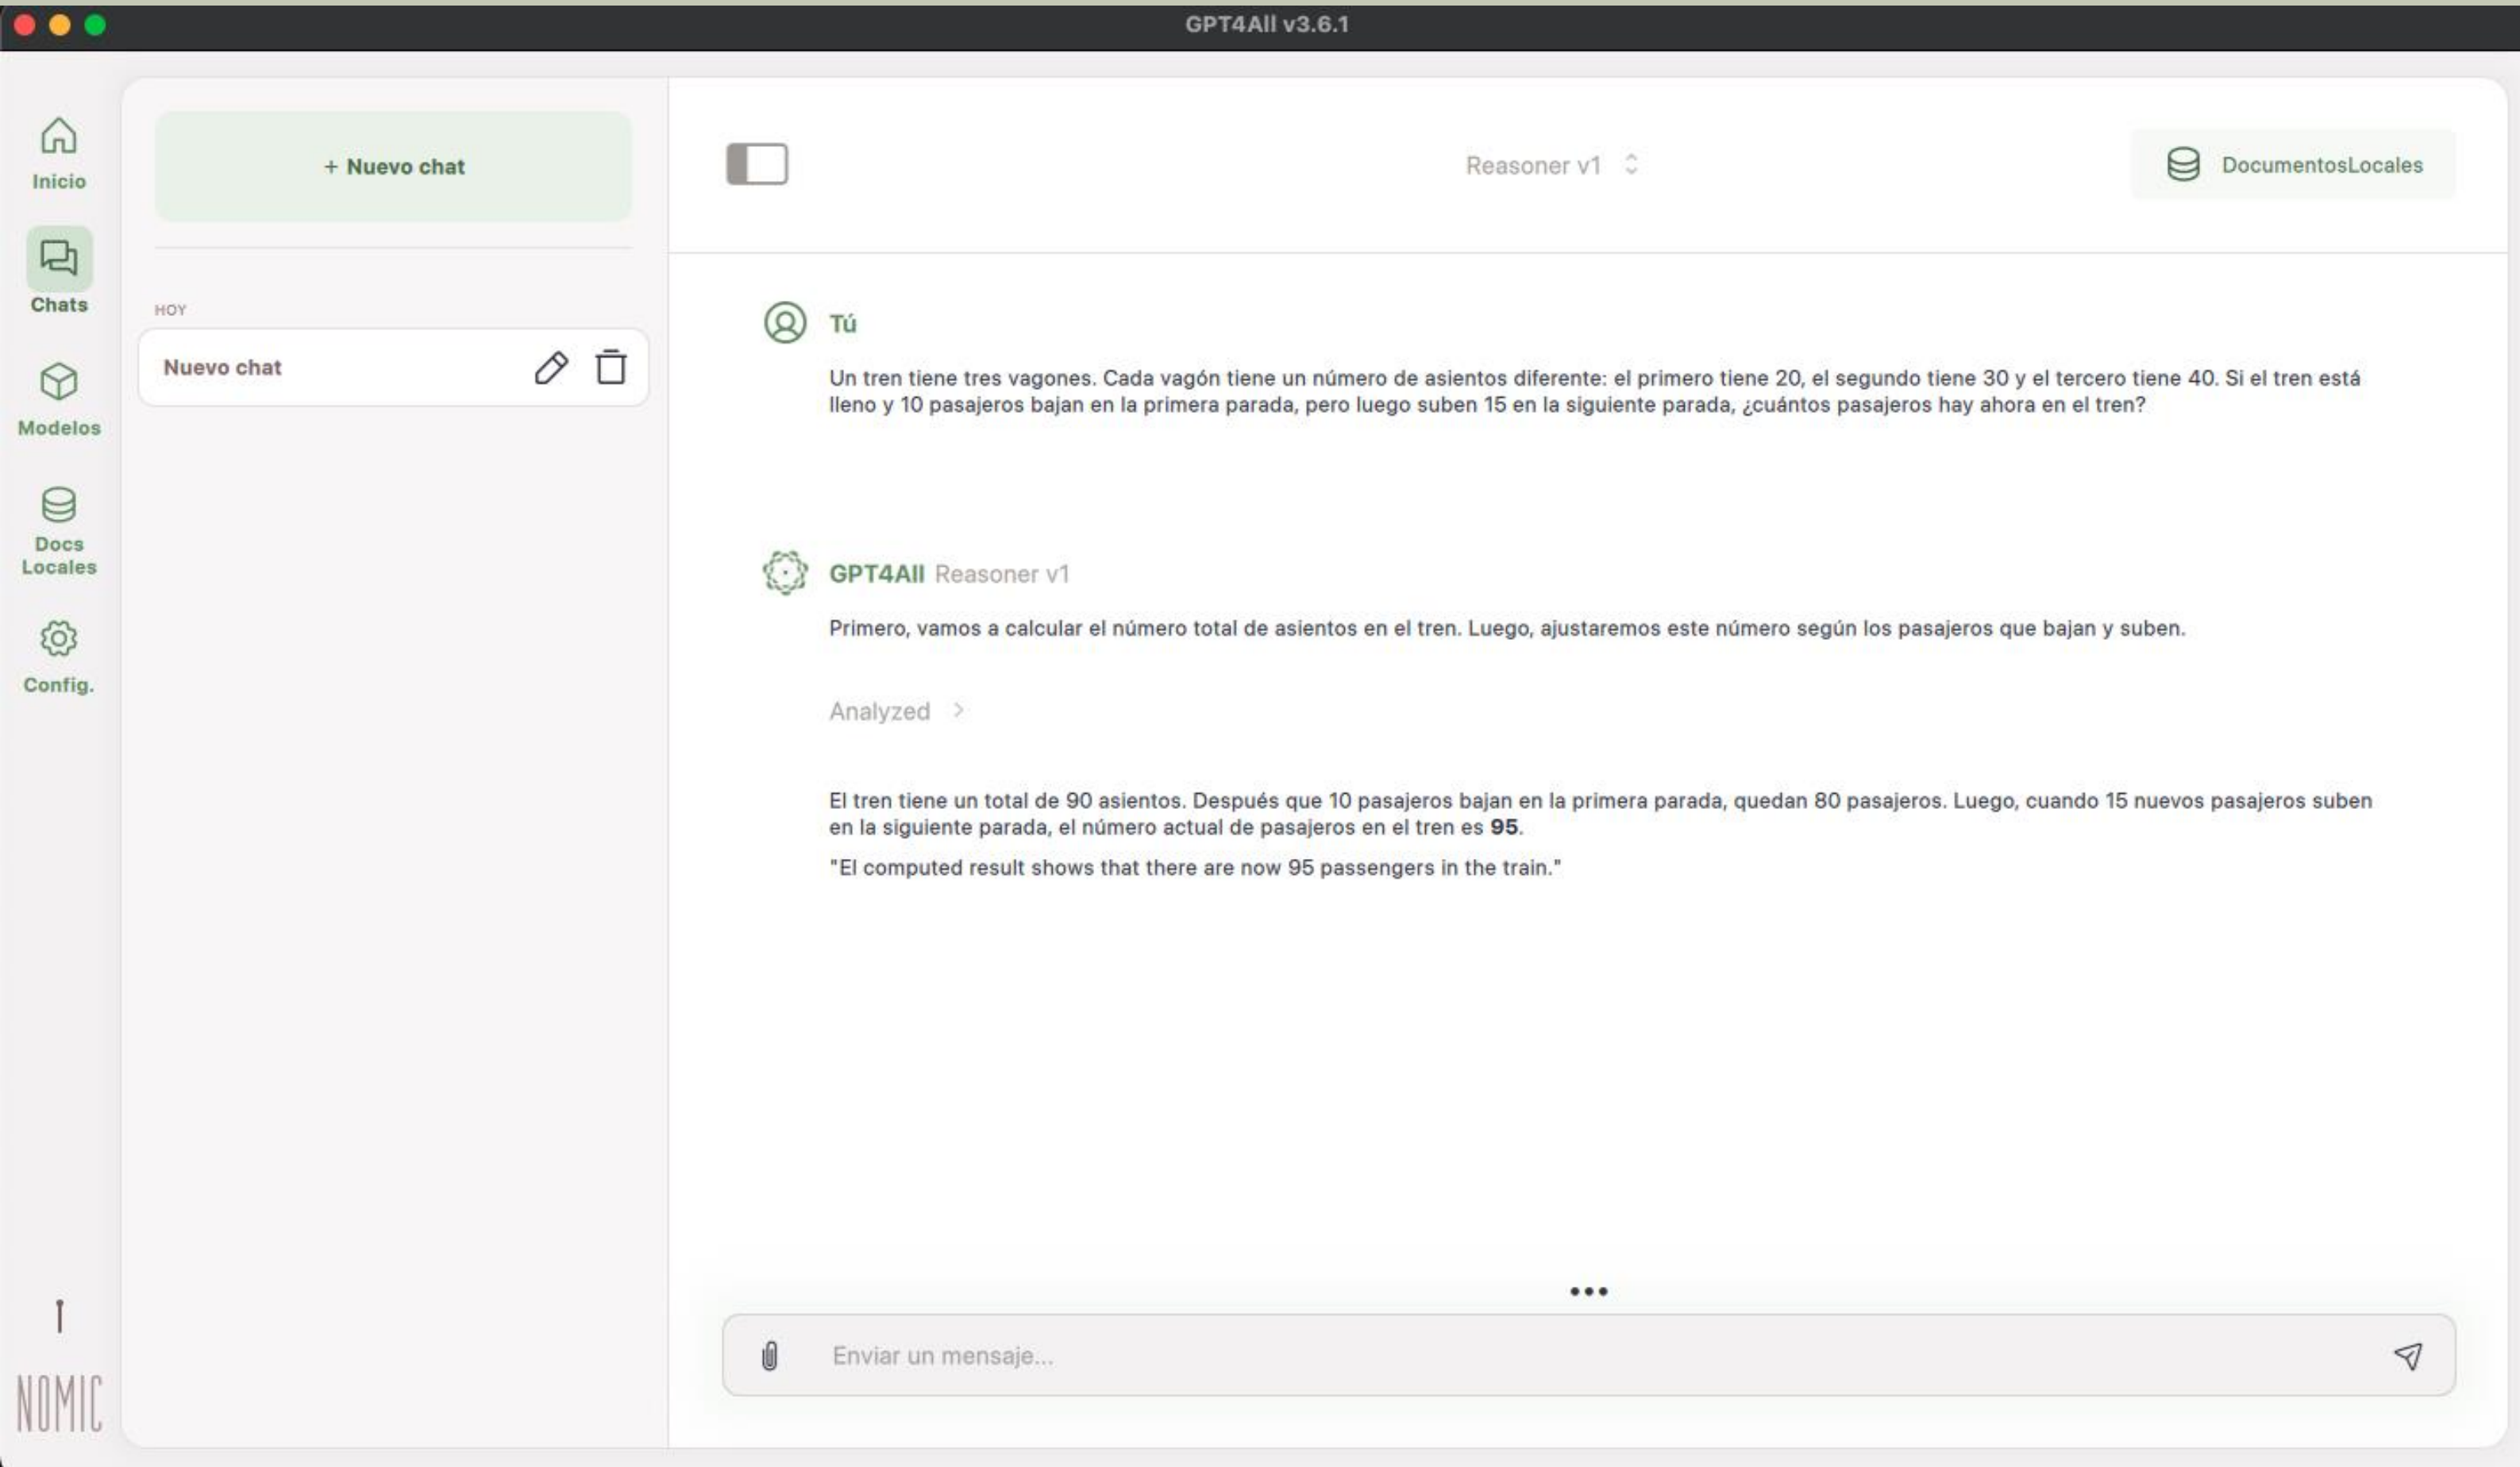 GPT4All v3.6.1
Inicio
Chats
Modelos
Docs
Locales
Config.
NOMIC
+ Nuevo chat
HOY
Nuevo chat
Reasoner v1
DocumentosLocales
Tú
Un tren tiene tres vagones. Cada vagón tiene un número de asientos diferente: el primero tiene 20, el segundo tiene 30 y el tercero tiene 40. Si el tren está
lleno y 10 pasajeros bajan en la primera parada, pero luego suben 15 en la siguiente parada, ¿cuántos pasajeros hay ahora en el tren?
GPT4All Reasoner v1
Primero, vamos a calcular el número total de asientos en el tren. Luego, ajustaremos este número según los pasajeros que bajan y suben.
Analyzed >
El tren tiene un total de 90 asientos. Después que 10 pasajeros bajan en la primera parada, quedan 80 pasajeros. Luego, cuando 15 nuevos pasajeros suben
en la siguiente parada, el número actual de pasajeros en el tren es 95.
"El computed result shows that there are now 95 passengers in the train."
Enviar un mensaje...